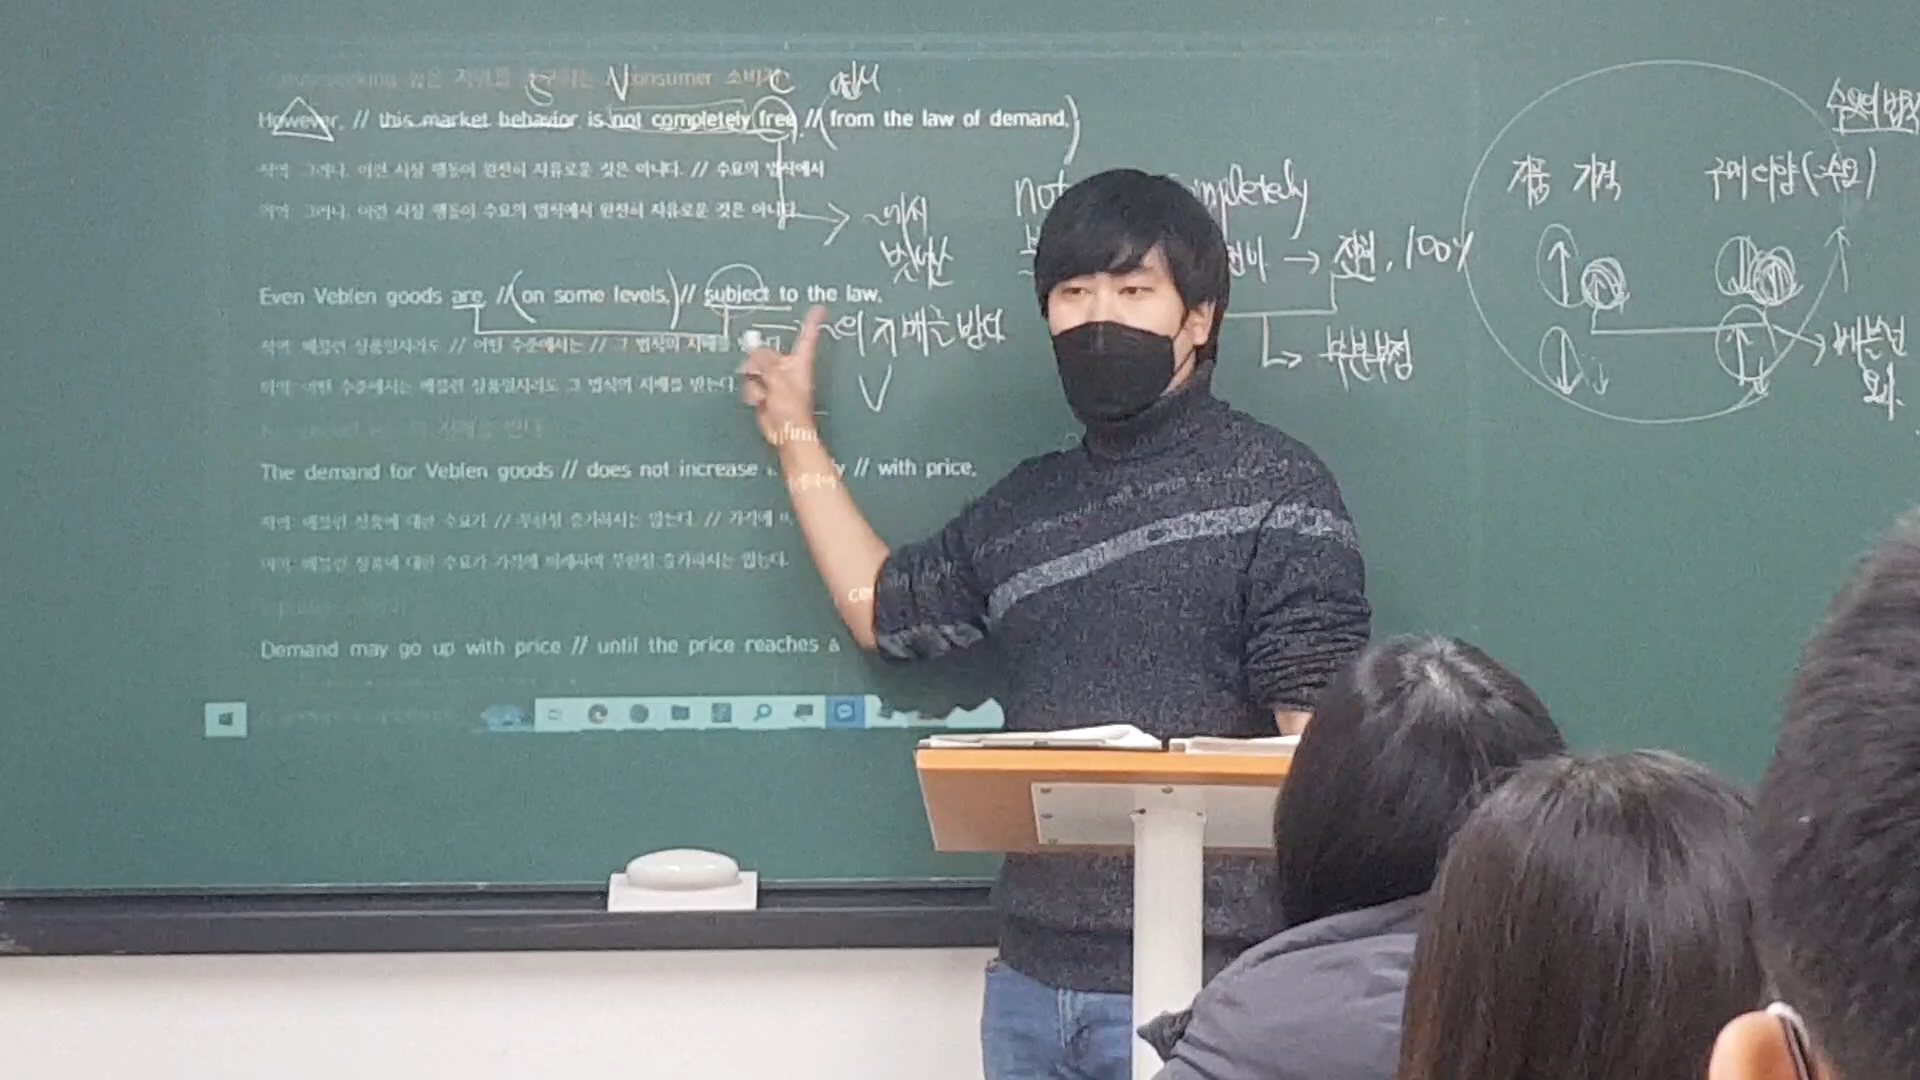 consumer 소비자
S V C 부사
However, // this market behavior is not completely free // (from the law of demand.)
직역: 그러나, 이런 시장 행동이 완전히 자유로운 것은 아니다. // 수요의 법칙에서
의역: 그러나, 이런 시장 행동이 수요의 법칙에서 완전히 자유로운 것은 아니다.
~에서
벗어난
Even Veblen goods are // (on some levels,) // subject to the law.
~의 지배를 받다
직역: 베블런 상품일지라도 // 어떤 수준에서는 // 그 법칙의 지배를
의역: 어떤 수준에서는 베블런 상품일지라도 그 법칙의 지배를 받는다.
V
The demand for Veblen goods // does not increase // with price.
직역: 베블런 상품에 대한 수요가 // 무한정 증가하지는 않는다. // 가격에
의역: 베블런 상품에 대한 수요가 가격에 비례하여 무한정 증가하지는 않는다.
Demand may go up with price // until the price reaches a
not
→ 전체, 100%
부분부정
수요의 법칙
제품 가격 구매 (=수요)
베블런
효과.